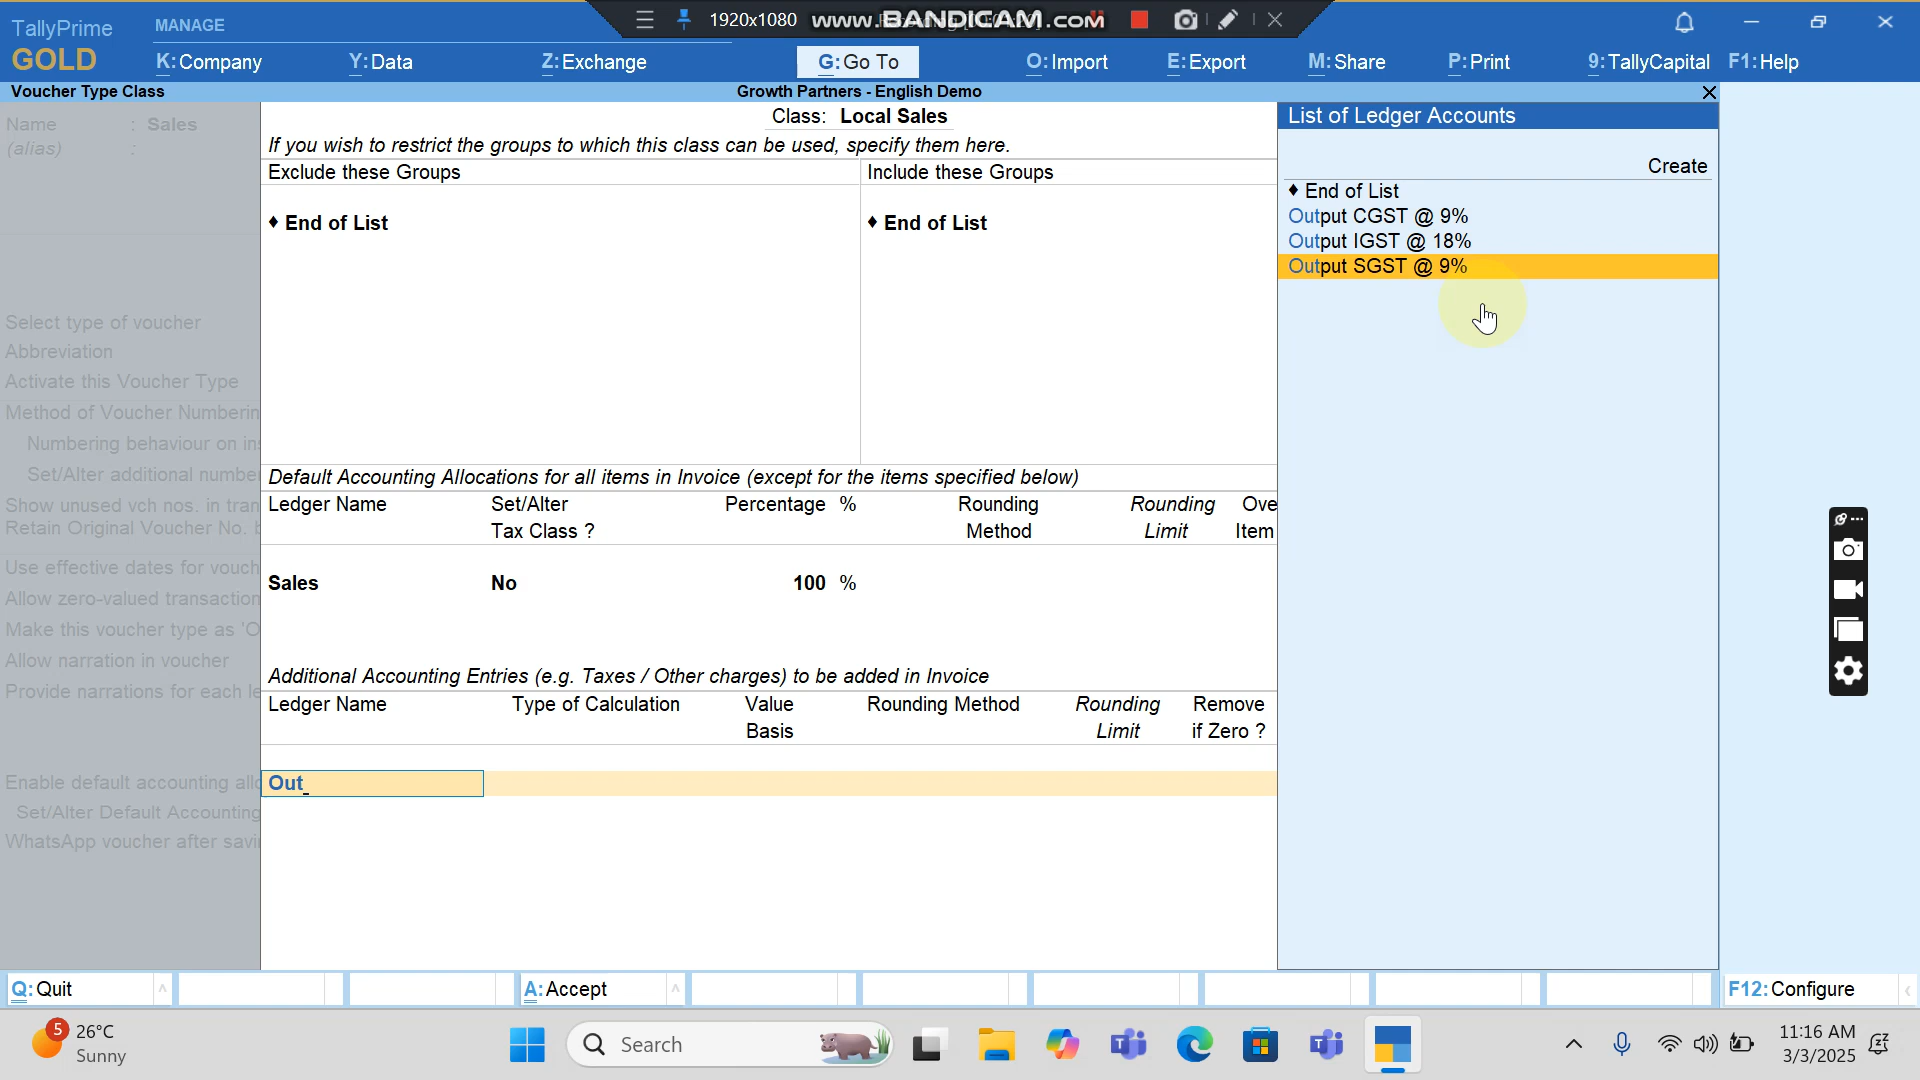 TallyPrime
GOLD
MANAGE
1920x1080
www.BANDICAM.com
K:Company
Y:Data
Z:Exchange
G:Go To
O:Import
E:Export
M:Share
P:Print
9:TallyCapital
F1:Help
Voucher Type Class
Growth Partners - English Demo
Name : Sales
(alias) :
Class: Local Sales
If you wish to restrict the groups to which this class can be used, specify them here.
Exclude these Groups
Include these Groups
♦ End of List
♦ End of List
List of Ledger Accounts
Create
♦ End of List
Output CGST @ 9%
Output IGST @ 18%
Output SGST @ 9%
Select type of voucher
Abbreviation
Activate this Voucher Type
Method of Voucher Numberin
Numbering behaviour on in
Set/Alter additional numbe
Show unused vch nos. in tran
Retain Original Voucher No. b
Use effective dates for vouch
Allow zero-valued transaction
Make this voucher type as 'O
Allow narration in voucher
Provide narrations for each le
Enable default accounting allo
Set/Alter Default Accounting
WhatsApp voucher after savi
Default Accounting Allocations for all items in Invoice (except for the items specified below)
Ledger Name Set/Alter Percentage % Rounding Rounding Ove
Tax Class ? Method Limit Item
Sales No 100 %
Additional Accounting Entries (e.g. Taxes / Other charges) to be added in Invoice
Ledger Name Type of Calculation Value Rounding Method Rounding Remove
Basis Limit if Zero ?
Out
Q:Quit
A:Accept
F12:Configure
5
26°C
Sunny
Search
11:16 AM
3/3/2025